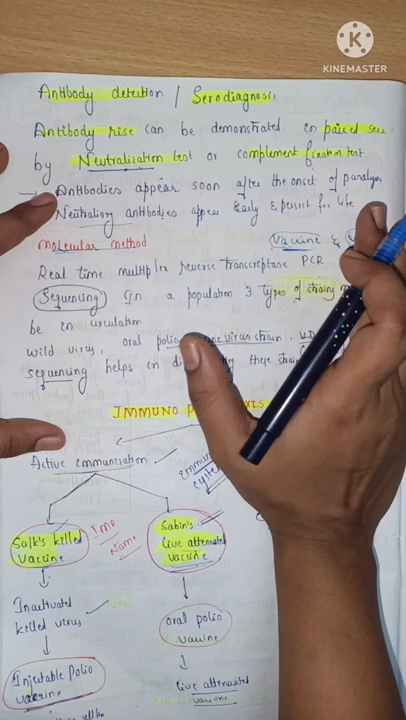 KINEMASTER
Antibody detection / Serodiagnosis
Antibody rise can be demonstrated in paired sera
by Neutralization test or complement fixation test
→ Antibodies appear soon after the onset of paralysis
Neutralizing antibodies appear Early & persist for life
Molecular method
Vaccine &
Real time multiplex reverse transcriptase PCR
Sequencing In a population 3 types of strains
be in circulation
wild virus, oral polio virus strain, VD
sequencing helps in these
IMMUNO
Active immunization
Immun
system
Salk's killed
vaccine
IMP
Name
Sabin's
live attenuated
vaccine
Inactivated
killed virus
Oral polio
vaccine
Injectable polio
vaccine
live attenuated
vaccine